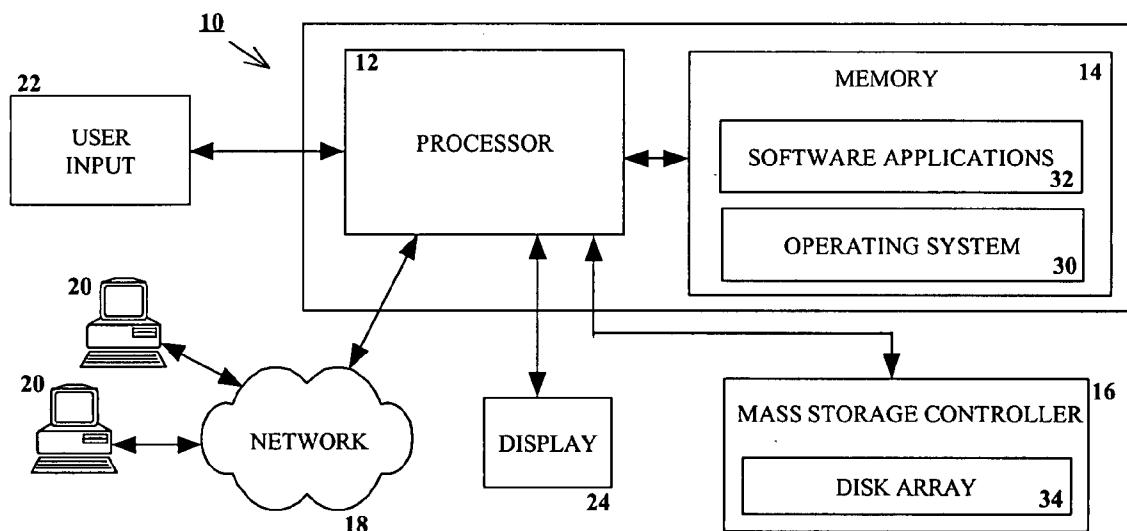 10
12
PROCESSOR
14
MEMORY
SOFTWARE APPLICATIONS
32
OPERATING SYSTEM
30
22
USER
INPUT
20
20
NETWORK
18
DISPLAY
24
16
MASS STORAGE CONTROLLER
DISK ARRAY
34